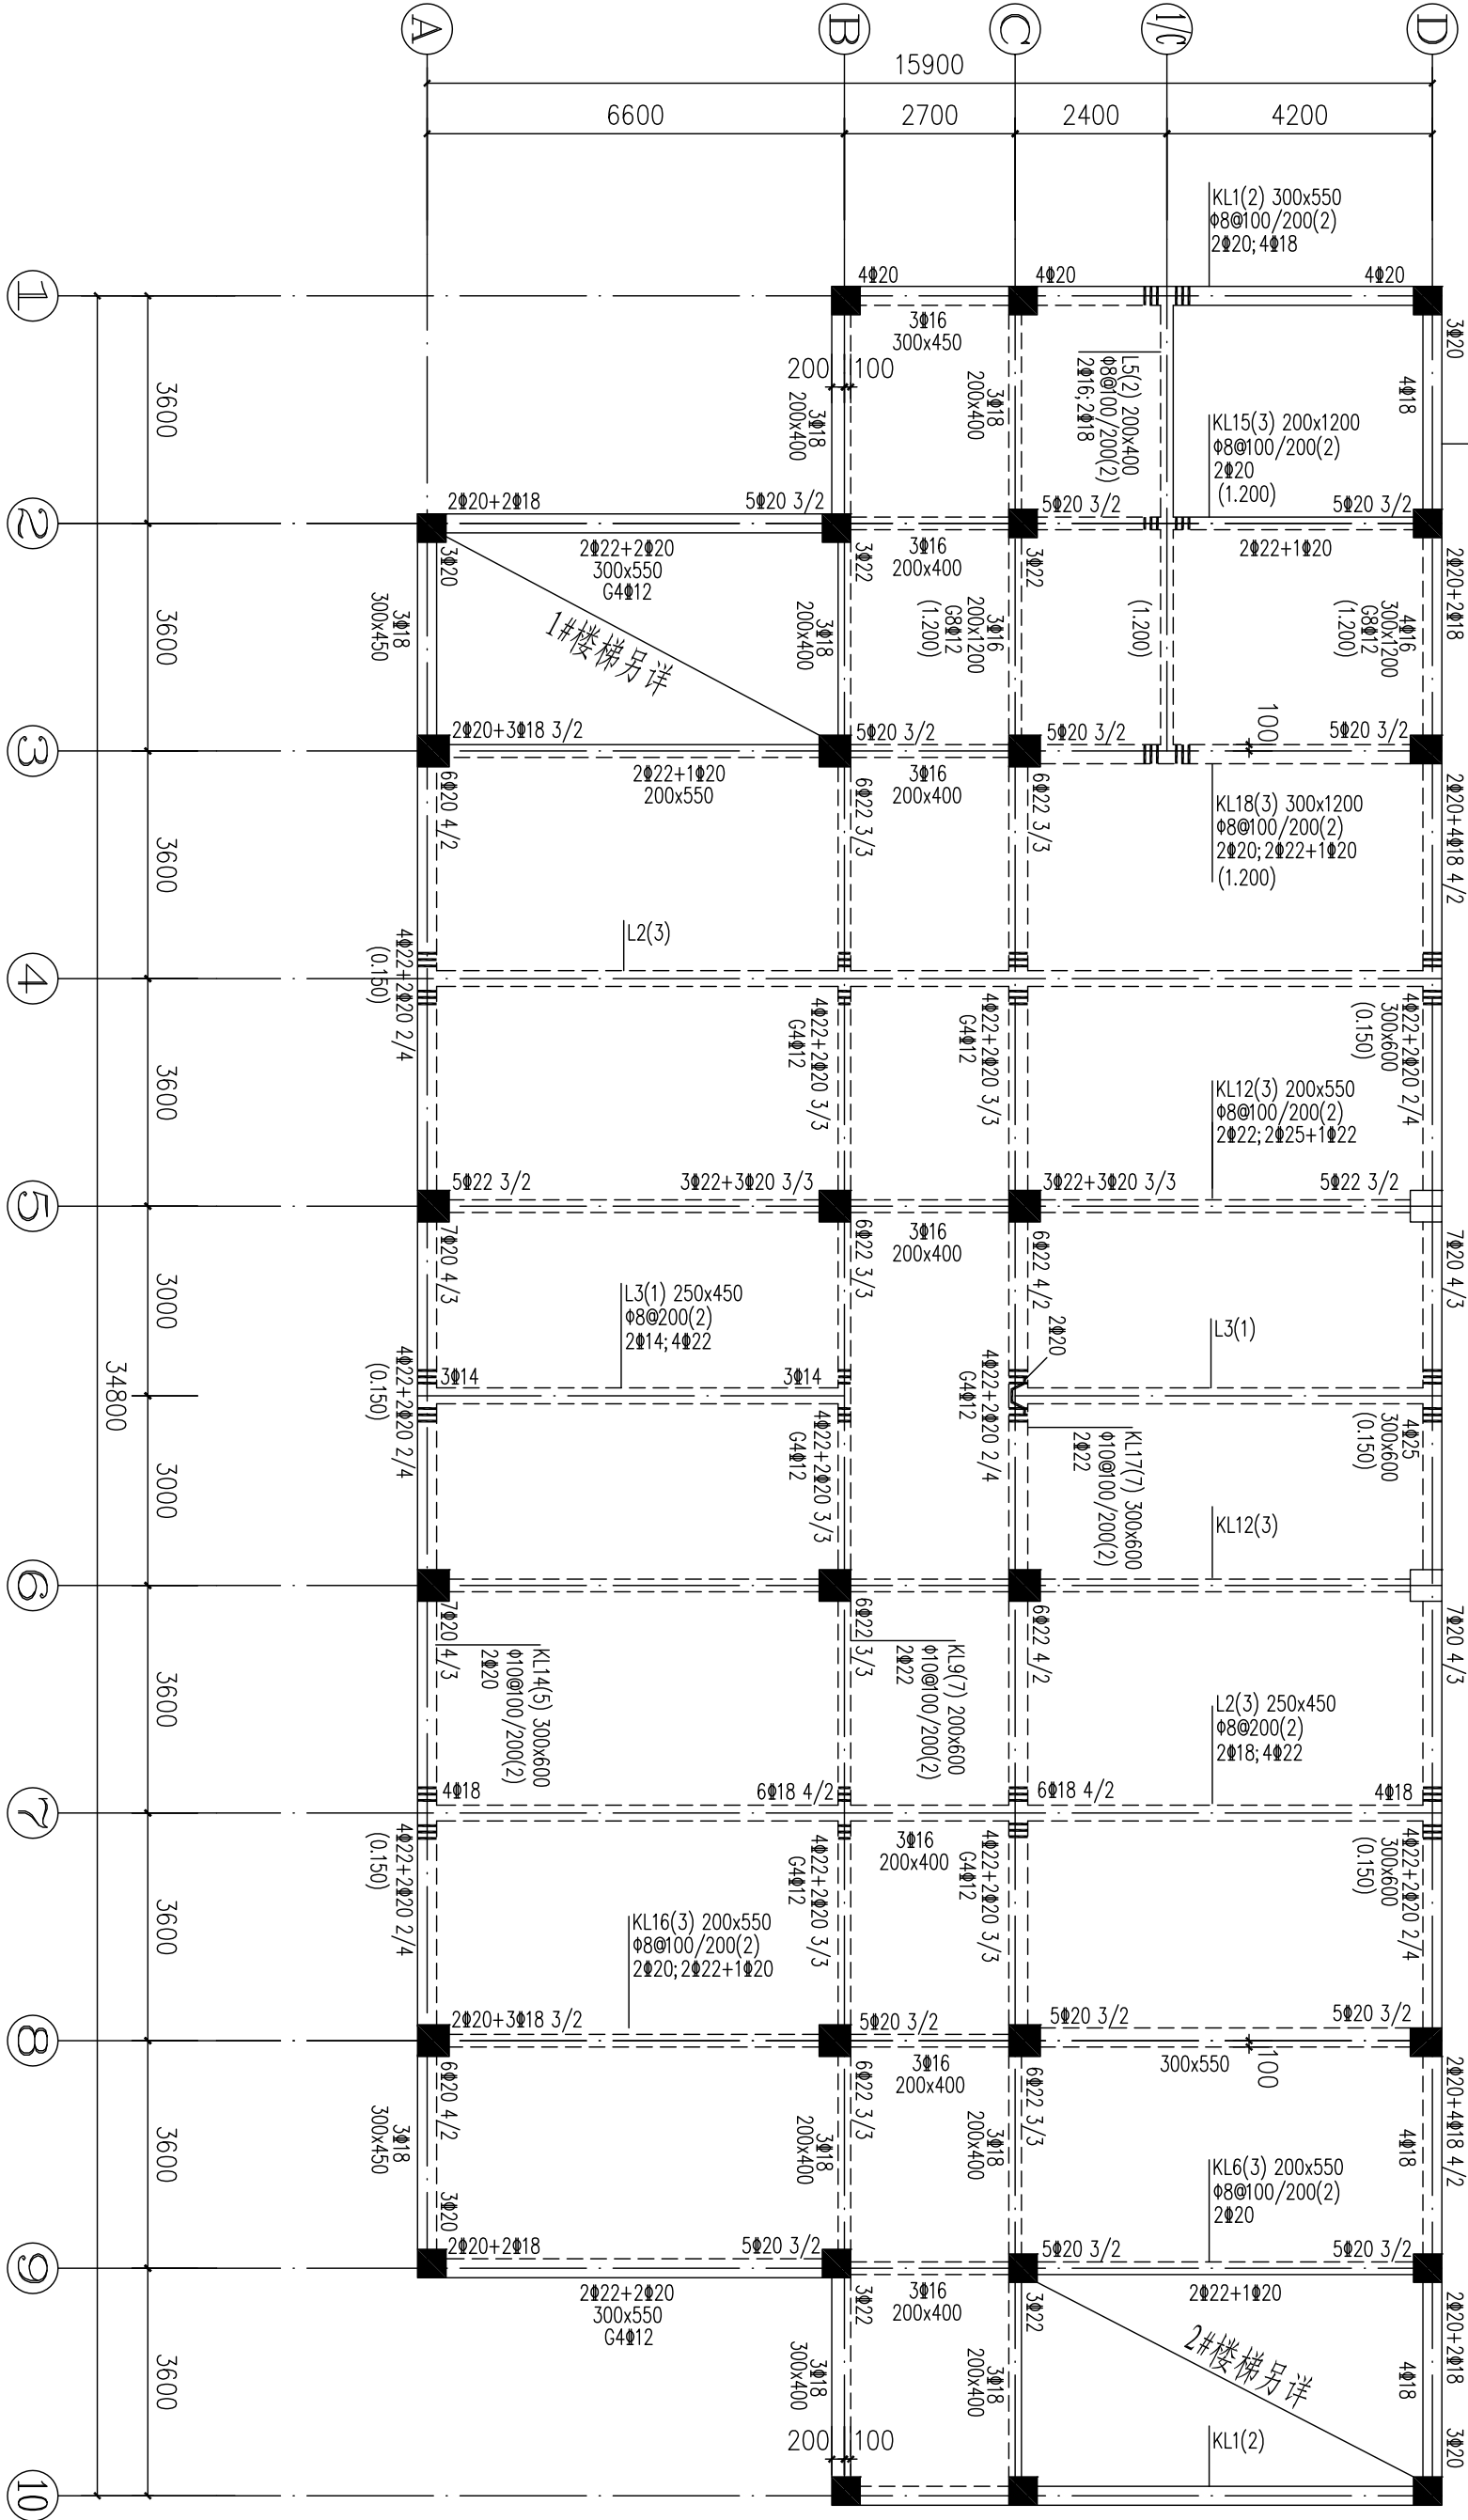 A
B
C
1/C
D
15900
6600
2700
2400
4200
KL1(2) 300x550
Φ8@100/200(2)
2Φ20;4Φ18
1
4Φ20
4Φ20
4Φ20
3Φ20
3Φ16
300x450
200
100
3600
3Φ18
200x400
3Φ18
200x400
L5(2) 200x400
Φ8@100/200(2)
2Φ16;2Φ18
4Φ18
KL15(3) 200x1200
Φ8@100/200(2)
2Φ20
(1.200)
2
2Φ20+2Φ18
5Φ20 3/2
5Φ20 3/2
5Φ20 3/2
3Φ20
2Φ22+2Φ20
300x550
G4Φ12
3Φ22
3Φ16
200x400
3Φ22
2Φ22+1Φ20
2Φ20+2Φ18
3600
3Φ18
300x450
1#楼梯另详
3Φ18
200x400
3Φ16
200x1200
G8Φ12
(1.200)
(1.200)
4Φ16
300x1200
G8Φ12
(1.200)
3
2Φ20+3Φ18 3/2
5Φ20 3/2
5Φ20 3/2
100
5Φ20 3/2
6Φ20 4/2
2Φ22+1Φ20
200x550
6Φ22 3/3
3Φ16
200x400
6Φ22 3/3
2Φ20+4Φ18 4/2
KL18(3) 300x1200
Φ8@100/200(2)
2Φ20;2Φ22+1Φ20
(1.200)
3600
L2(3)
4
4Φ22+2Φ20 2/4
(0.150)
4Φ22+2Φ20 3/3
G4Φ12
4Φ22+2Φ20 3/3
G4Φ12
4Φ22+2Φ20 2/4
300x600
(0.150)
3600
KL12(3) 200x550
Φ8@100/200(2)
2Φ22;2Φ25+1Φ22
5
5Φ22 3/2
3Φ22+3Φ20 3/3
3Φ22+3Φ20 3/3
5Φ22 3/2
7Φ20 4/3
6Φ22 3/3
3Φ16
200x400
6Φ22 4/2
7Φ20 4/3
3000
L3(1) 250x450
Φ8@200(2)
2Φ14;4Φ22
2Φ20
L3(1)
3Φ14
3Φ14
34800
4Φ22+2Φ20 2/4
(0.150)
4Φ22+2Φ20 3/3
G4Φ12
4Φ22+2Φ20 2/4
G4Φ12
KL17(7) 300x600
Φ10@100/200(2)
2Φ22
4Φ25
300x600
(0.150)
3000
KL12(3)
6
7Φ20 4/3
6Φ22 3/3
6Φ22 4/2
7Φ20 4/3
KL14(5) 300x600
Φ10@100/200(2)
2Φ20
KL9(7) 200x600
Φ10@100/200(2)
2Φ22
3600
L2(3) 250x450
Φ8@200(2)
2Φ18;4Φ22
7
4Φ18
6Φ18 4/2
6Φ18 4/2
4Φ18
4Φ22+2Φ20 2/4
(0.150)
4Φ22+2Φ20 3/3
G4Φ12
3Φ16
200x400
4Φ22+2Φ20 3/3
G4Φ12
4Φ22+2Φ20 2/4
300x600
(0.150)
3600
KL16(3) 200x550
Φ8@100/200(2)
2Φ20;2Φ22+1Φ20
8
2Φ20+3Φ18 3/2
5Φ20 3/2
5Φ20 3/2
5Φ20 3/2
6Φ20 4/2
6Φ22 3/3
3Φ16
200x400
6Φ22 3/3
300x550
100
2Φ20+4Φ18 4/2
3600
3Φ18
300x450
3Φ18
200x400
3Φ18
200x400
4Φ18
KL6(3) 200x550
Φ8@100/200(2)
2Φ20
3Φ20
9
2Φ20+2Φ18
5Φ20 3/2
5Φ20 3/2
5Φ20 3/2
2Φ22+2Φ20
300x550
G4Φ12
3Φ22
3Φ16
200x400
3Φ22
2Φ22+1Φ20
2Φ20+2Φ18
3600
3Φ18
300x400
3Φ18
200x400
2#楼梯另详
4Φ18
200
100
KL1(2)
3Φ20
10